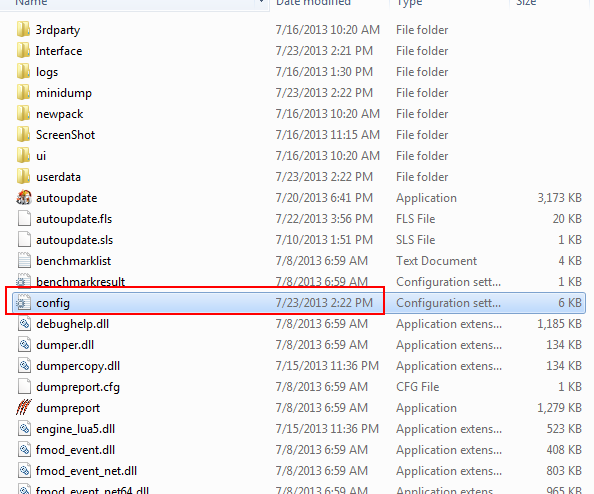 Name Date modified Type Size
3rdparty 7/16/2013 10:20 AM File folder
Interface 7/23/2013 2:21 PM File folder
logs 7/16/2013 1:30 PM File folder
minidump 7/23/2013 2:22 PM File folder
newpack 7/16/2013 10:20 AM File folder
ScreenShot 7/16/2013 11:15 AM File folder
ui 7/16/2013 10:20 AM File folder
userdata 7/23/2013 2:22 PM File folder
autoupdate 7/20/2013 6:41 PM Application 3,173 KB
autoupdate.fls 7/22/2013 3:56 PM FLS File 20 KB
autoupdate.sls 7/10/2013 1:51 PM SLS File 1 KB
benchmarklist 7/8/2013 6:59 AM Text Document 4 KB
benchmarkresult 7/8/2013 6:59 AM Configuration sett... 1 KB
config 7/23/2013 2:22 PM Configuration sett... 6 KB
debughelp.dll 7/8/2013 6:59 AM Application extens... 1,185 KB
dumper.dll 7/8/2013 6:59 AM Application extens... 134 KB
dumpercopy.dll 7/15/2013 11:36 PM Application extens... 134 KB
dumpreport.cfg 7/8/2013 6:59 AM CFG File 1 KB
dumpreport 7/8/2013 6:59 AM Application 1,279 KB
engine_lua5.dll 7/15/2013 11:36 PM Application extens... 523 KB
fmod_event.dll 7/8/2013 6:59 AM Application extens... 408 KB
fmod_event_net.dll 7/8/2013 6:59 AM Application extens... 803 KB
fmod_event_net64.dll 7/8/2013 6:59 AM Application extens... 965 KB